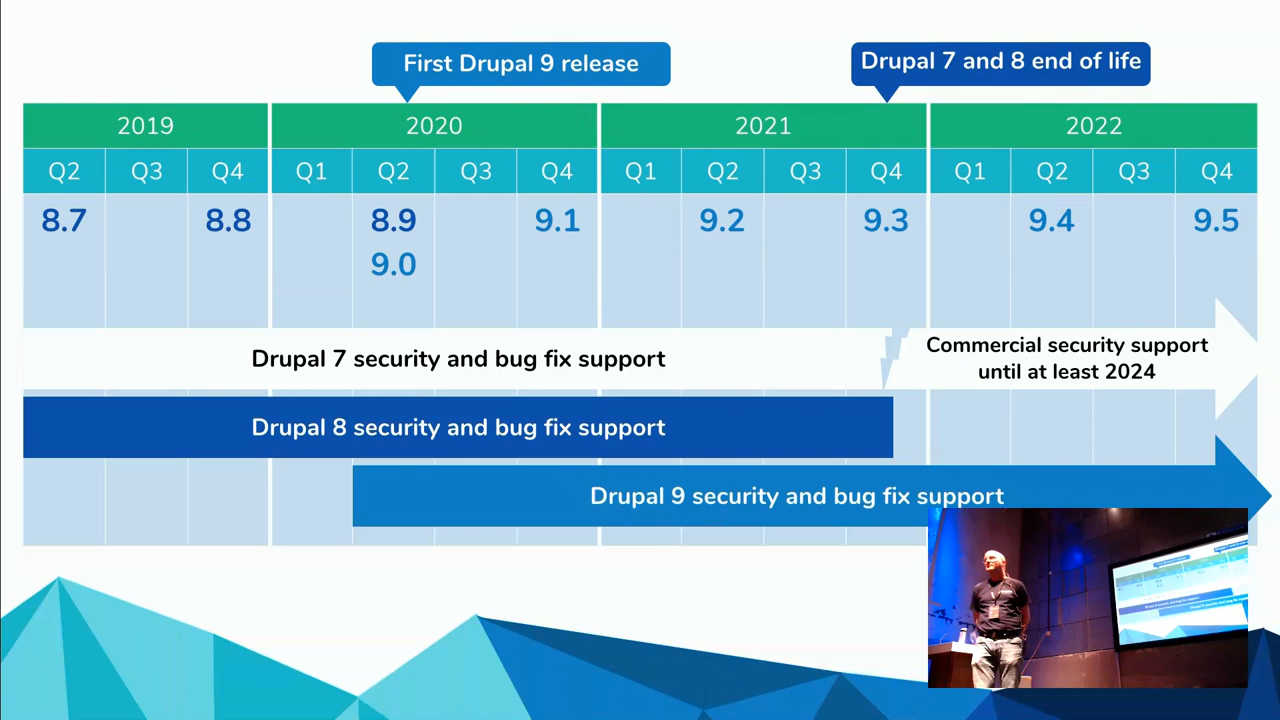 First Drupal 9 release
Drupal 7 and 8 end of life
2019 2020 2021 2022
Q2 Q3 Q4 Q1 Q2 Q3 Q4 Q1 Q2 Q3 Q4 Q1 Q2 Q3 Q4
8.7 8.8 8.9 9.1 9.2 9.3 9.4 9.5
9.0
Drupal 7 security and bug fix support
Commercial security support
until at least 2024
Drupal 8 security and bug fix support
Drupal 9 security and bug fix support